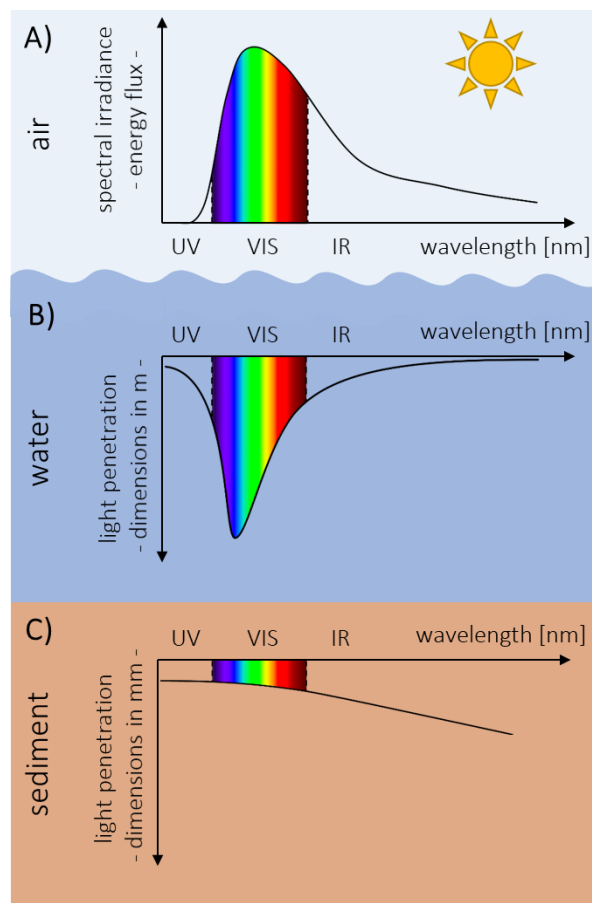 A)
air
spectral irradiance
- energy flux -
UV VIS IR wavelength [nm]
B)
water
UV VIS IR wavelength [nm]
light penetration
- dimensions in m -
C)
sediment
UV VIS IR wavelength [nm]
light penetration
- dimensions in mm -